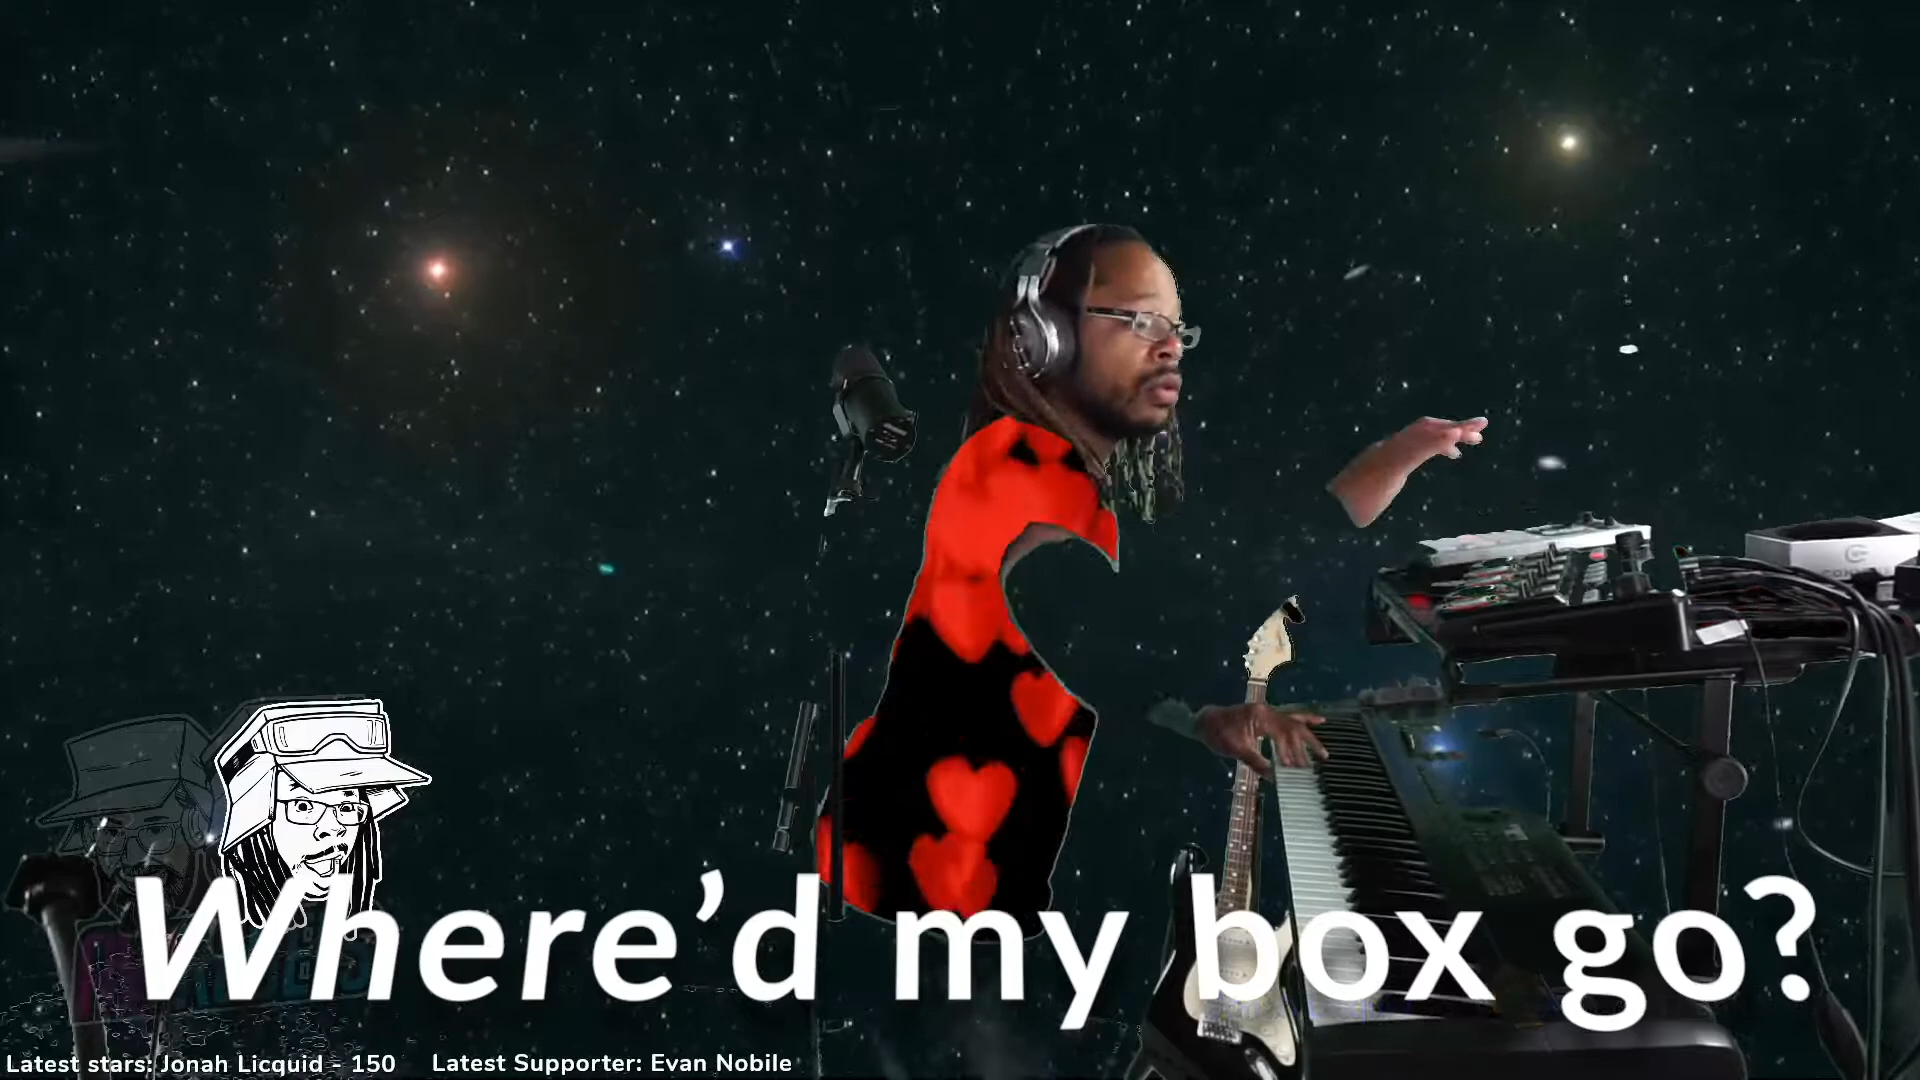 Where’d my box go?
Latest stars: Jonah Licquid - 150
Latest Supporter: Evan Nobile